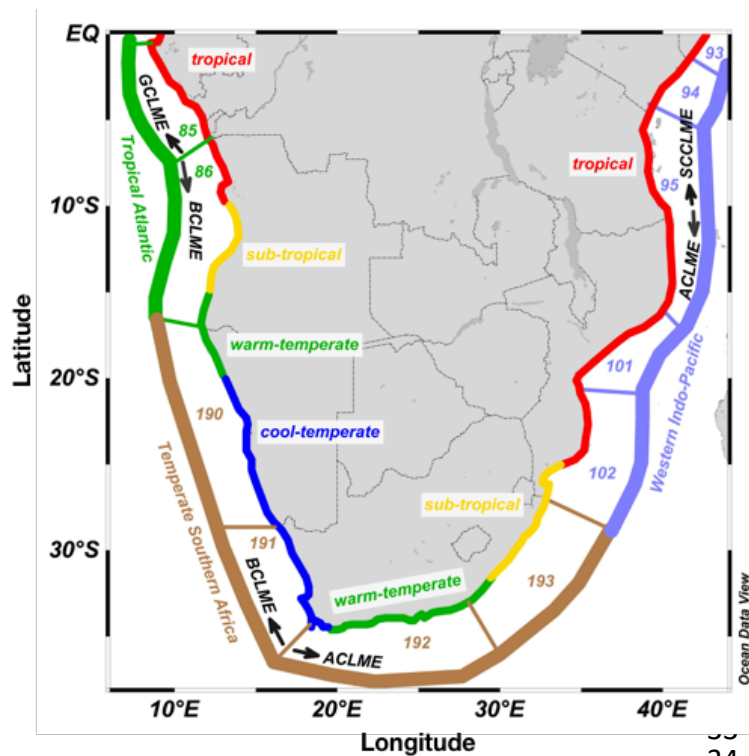 EQ
10°S
20°S
30°S
Latitude
10°E
20°E
30°E
40°E
Longitude
tropical
sub-tropical
warm-temperate
cool-temperate
warm-temperate
sub-tropical
tropical
GCLME
BCLME
BCLME
ACLME
ACLME
SCCLME
Tropical Atlantic
Temperate Southern Africa
Western Indo-Pacific
85
86
190
191
192
193
102
101
95
94
93
Ocean Data View